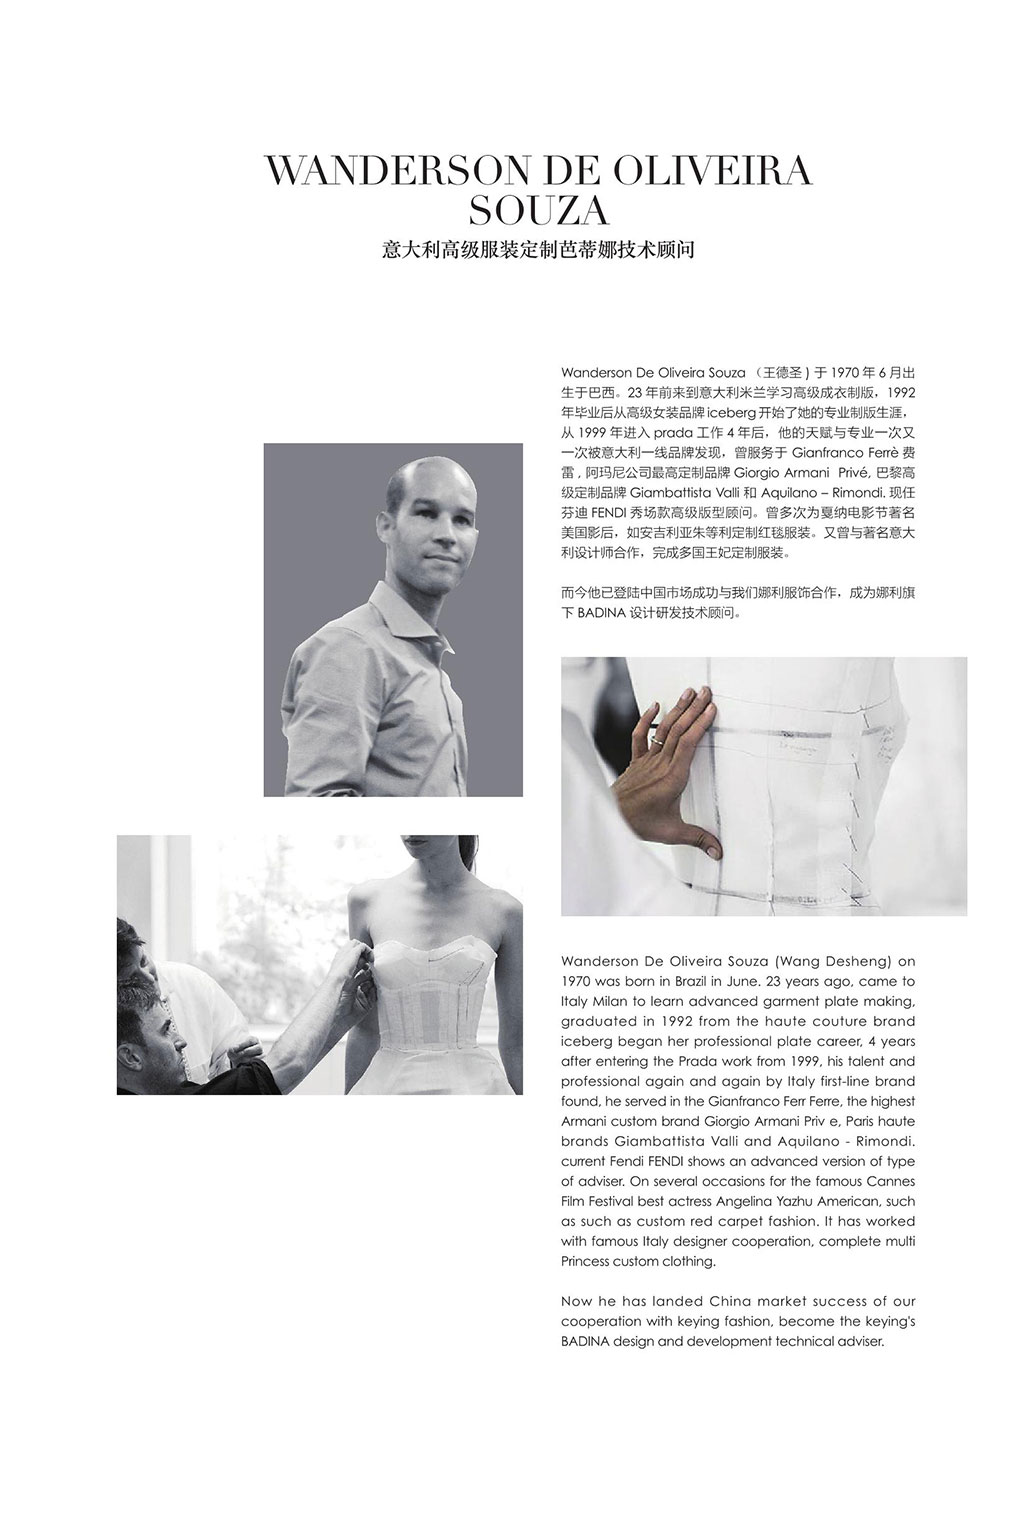 WANDERSON DE OLIVEIRA
SOUZA
意大利高级服装定制芭蒂娜技术顾问
Wanderson De Oliveira Souza （王德圣 ) 于 1970 年 6 月出
生于巴西。23 年前来到意大利米兰学习高级成衣制版，1992
年毕业后从高级女装品牌 iceberg 开始了她的专业制版生涯，
从 1999 年进入 prada 工作 4 年后，他的天赋与专业一次又
一次被意大利一线品牌发现，曾服务于 Gianfranco Ferrè 费
雷 , 阿玛尼公司最高定制品牌 Giorgio Armani Privé, 巴黎高
级定制品牌 Giambattista Valli 和 Aquilano – Rimondi. 现任
芬迪 FENDI 秀场款高级版型顾问。曾多次为戛纳电影节著名
美国影后，如安吉利亚朱等利定制红毯服装。又曾与著名意大
利设计师合作，完成多国王妃定制服装。
而今他已登陆中国市场成功与我们娜利服饰合作，成为娜利旗
下 BADINA 设计研发技术顾问。
Wanderson De Oliveira Souza (Wang Desheng) on
1970 was born in Brazil in June. 23 years ago, came to
Italy Milan to learn advanced garment plate making,
graduated in 1992 from the haute couture brand
iceberg began her professional plate career, 4 years
after entering the Prada work from 1999, his talent and
professional again and again by Italy first-line brand
found, he served in the Gianfranco Ferr Ferre, the highest
Armani custom brand Giorgio Armani Priv e, Paris haute
brands Giambattista Valli and Aquilano - Rimondi.
current Fendi FENDI shows an advanced version of type
of adviser. On several occasions for the famous Cannes
Film Festival best actress Angelina Yazhu American, such
as such as custom red carpet fashion. It has worked
with famous Italy designer cooperation, complete multi
Princess custom clothing.
Now he has landed China market success of our
cooperation with keying fashion, become the keying's
BADINA design and development technical adviser.